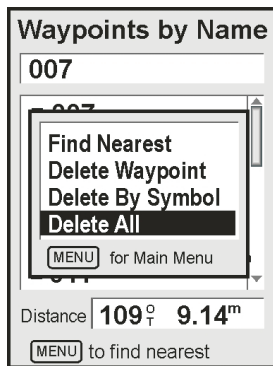 Waypoints by Name
007
Find Nearest
Delete Waypoint
Delete By Symbol
Delete All
MENU for Main Menu
Distance 109°T 9.14m
MENU to find nearest